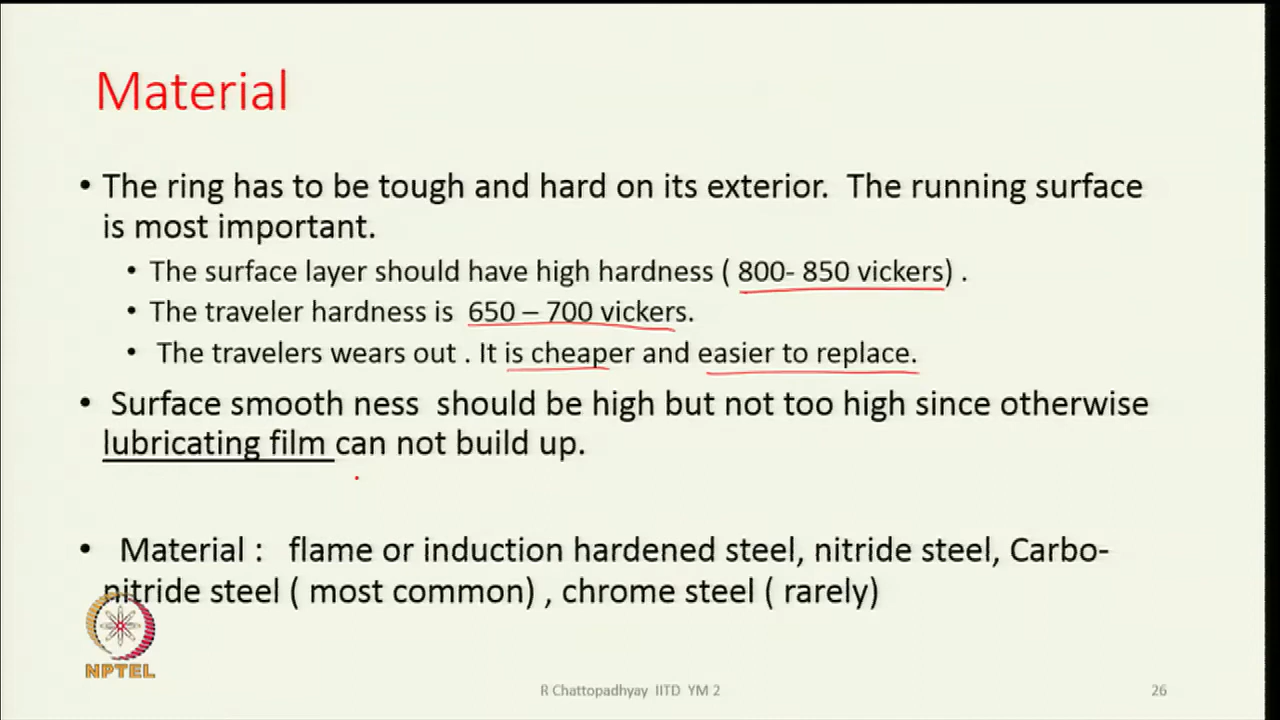 Material
• The ring has to be tough and hard on its exterior. The running surface
is most important.
• The surface layer should have high hardness ( 800- 850 vickers) .
• The traveler hardness is 650 – 700 vickers.
• The travelers wears out . It is cheaper and easier to replace.
• Surface smooth ness should be high but not too high since otherwise
lubricating film can not build up.
• Material : flame or induction hardened steel, nitride steel, Carbo-
nitride steel ( most common) , chrome steel ( rarely)
NPTEL
R Chattopadhyay IITD YM 2
26